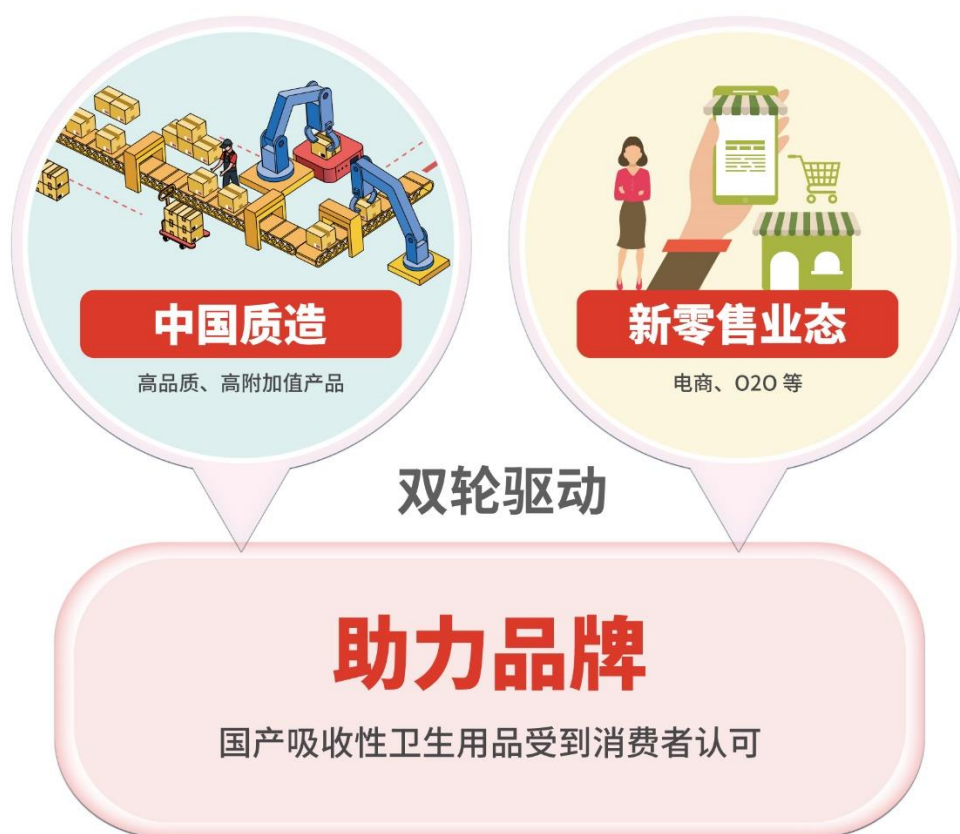 中国质造
高品质、高附加值产品
新零售业态
电商、O2O 等
双轮驱动
助力品牌
国产吸收性卫生用品受到消费者认可